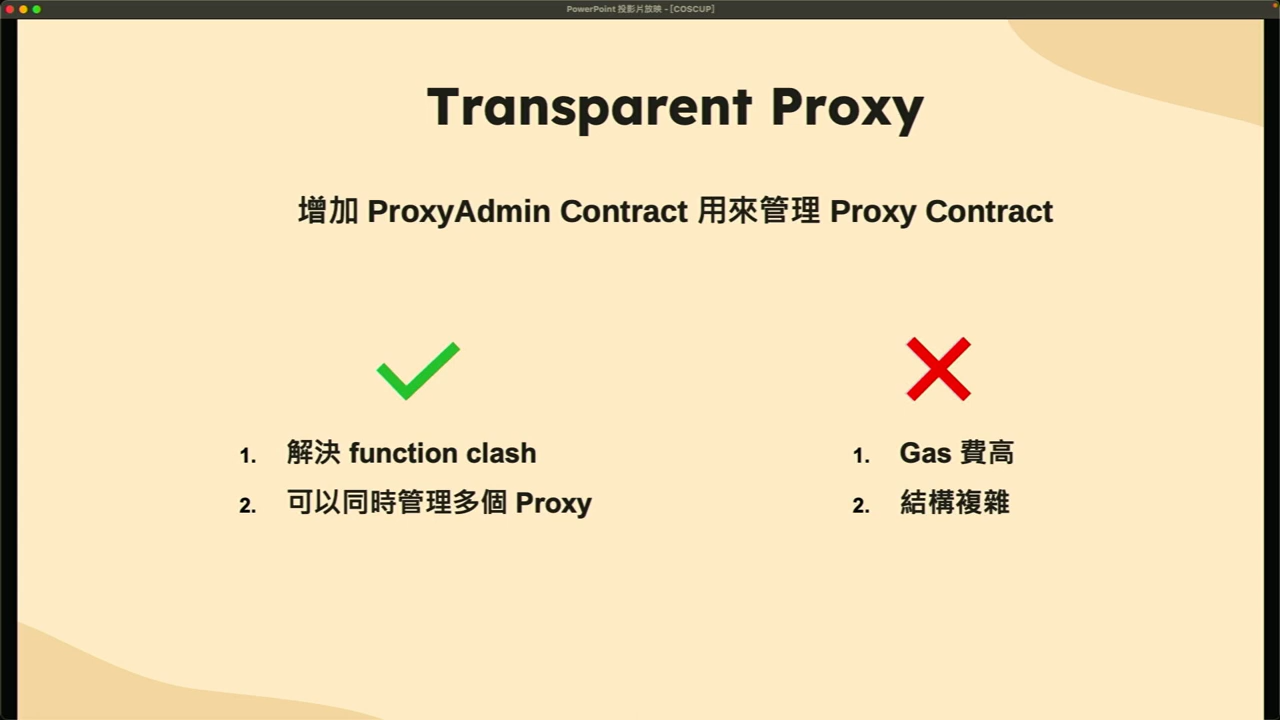 PowerPoint 投影片放映 - [COSCUP]
Transparent Proxy
增加 ProxyAdmin Contract 用來管理 Proxy Contract
1. 解決 function clash
2. 可以同時管理多個 Proxy
1. Gas 費高
2. 結構複雜